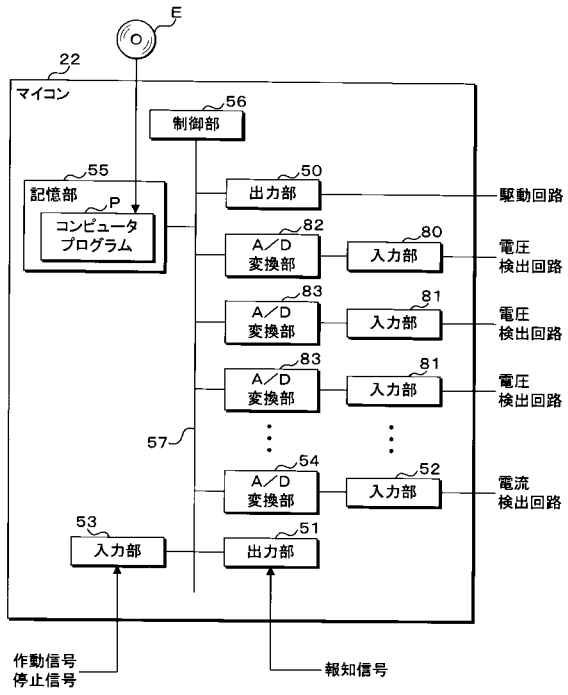 E
22
マイコン
56
制御部
55
記憶部
P
コンピュータ
プログラム
50
出力部
駆動回路
82
A/D
変換部
80
入力部
電圧
検出回路
83
A/D
変換部
81
入力部
電圧
検出回路
83
A/D
変換部
81
入力部
電圧
検出回路
57
54
A/D
変換部
52
入力部
電流
検出回路
53
入力部
51
出力部
作動信号
停止信号
報知信号